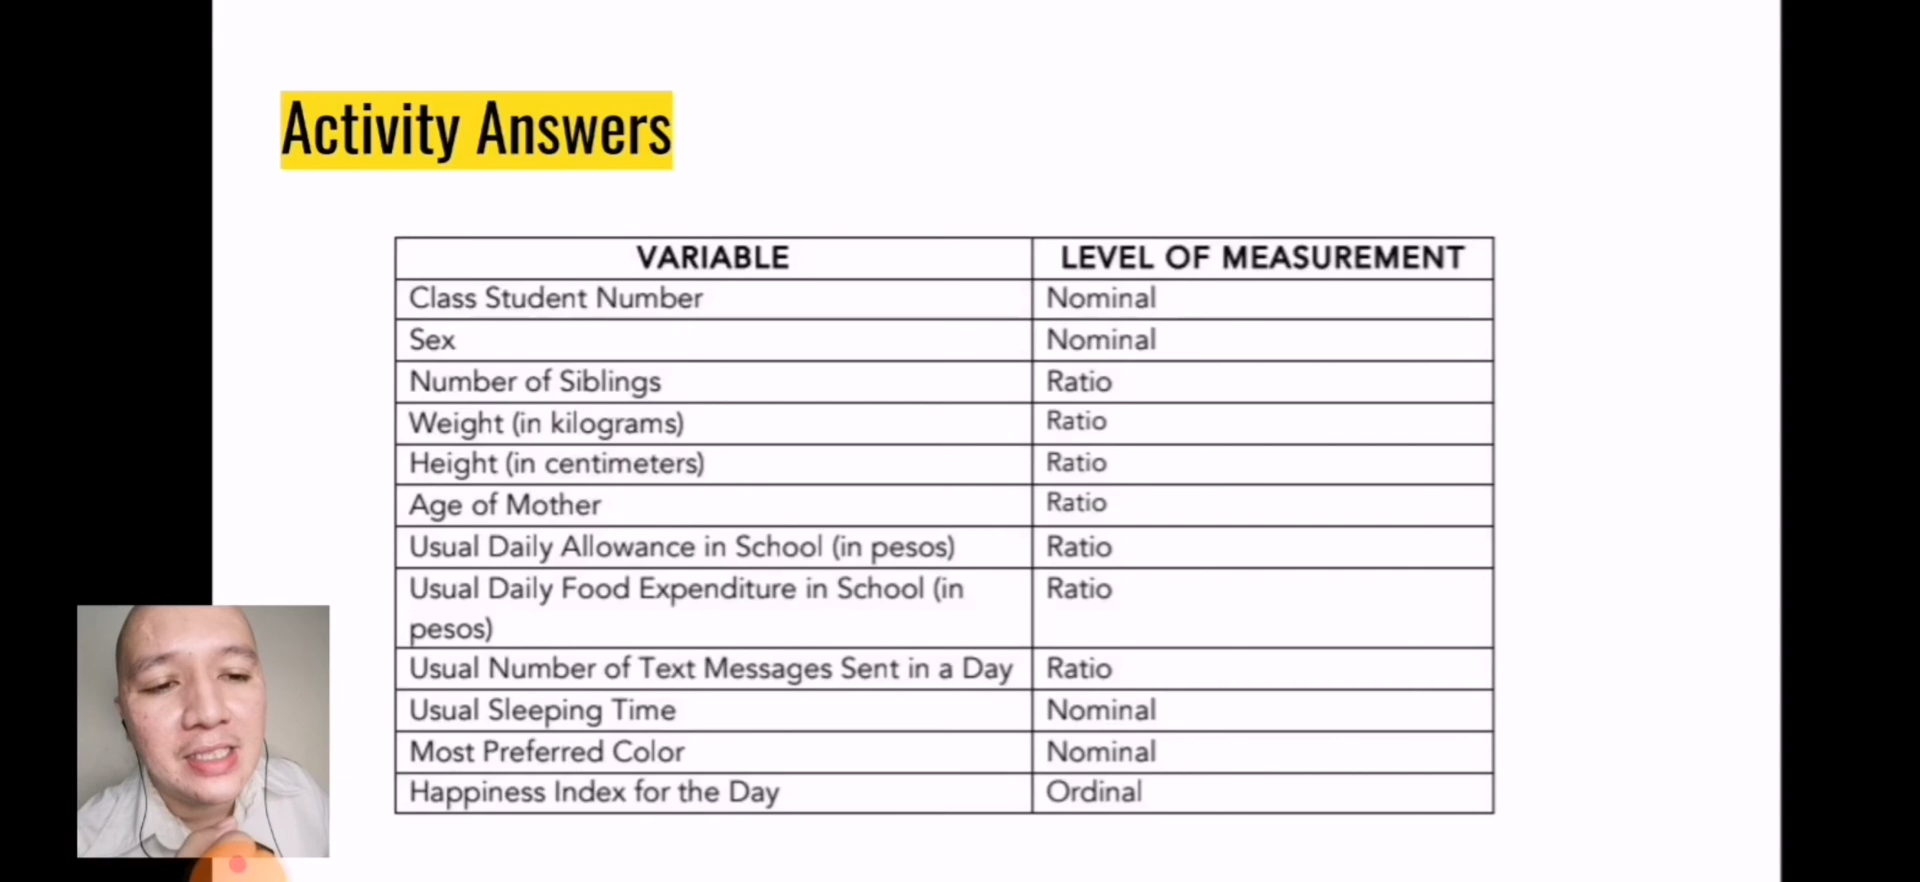 Activity Answers
VARIABLE LEVEL OF MEASUREMENT
Class Student Number Nominal
Sex Nominal
Number of Siblings Ratio
Weight (in kilograms) Ratio
Height (in centimeters) Ratio
Age of Mother Ratio
Usual Daily Allowance in School (in pesos) Ratio
Usual Daily Food Expenditure in School (in Ratio
pesos)
Usual Number of Text Messages Sent in a Day Ratio
Usual Sleeping Time Nominal
Most Preferred Color Nominal
Happiness Index for the Day Ordinal